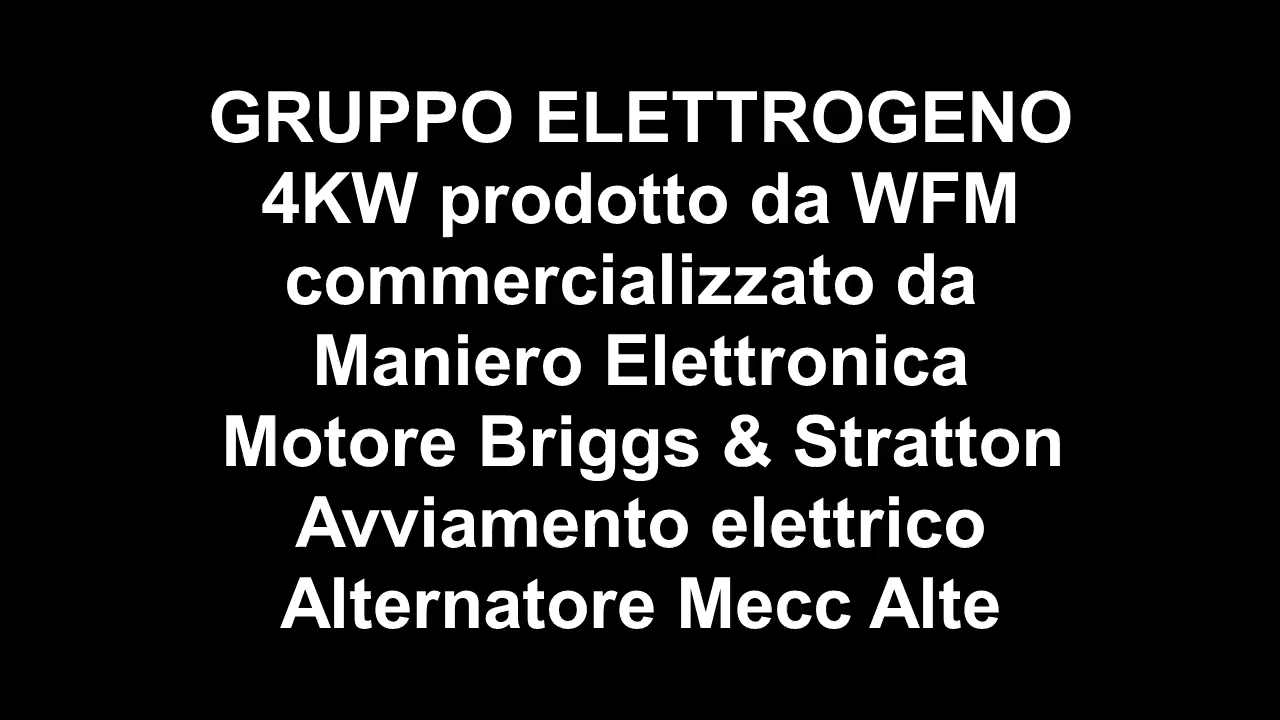 GRUPPO ELETTROGENO
4KW prodotto da WFM
commercializzato da
Maniero Elettronica
Motore Briggs & Stratton
Avviamento elettrico
Alternatore Mecc Alte